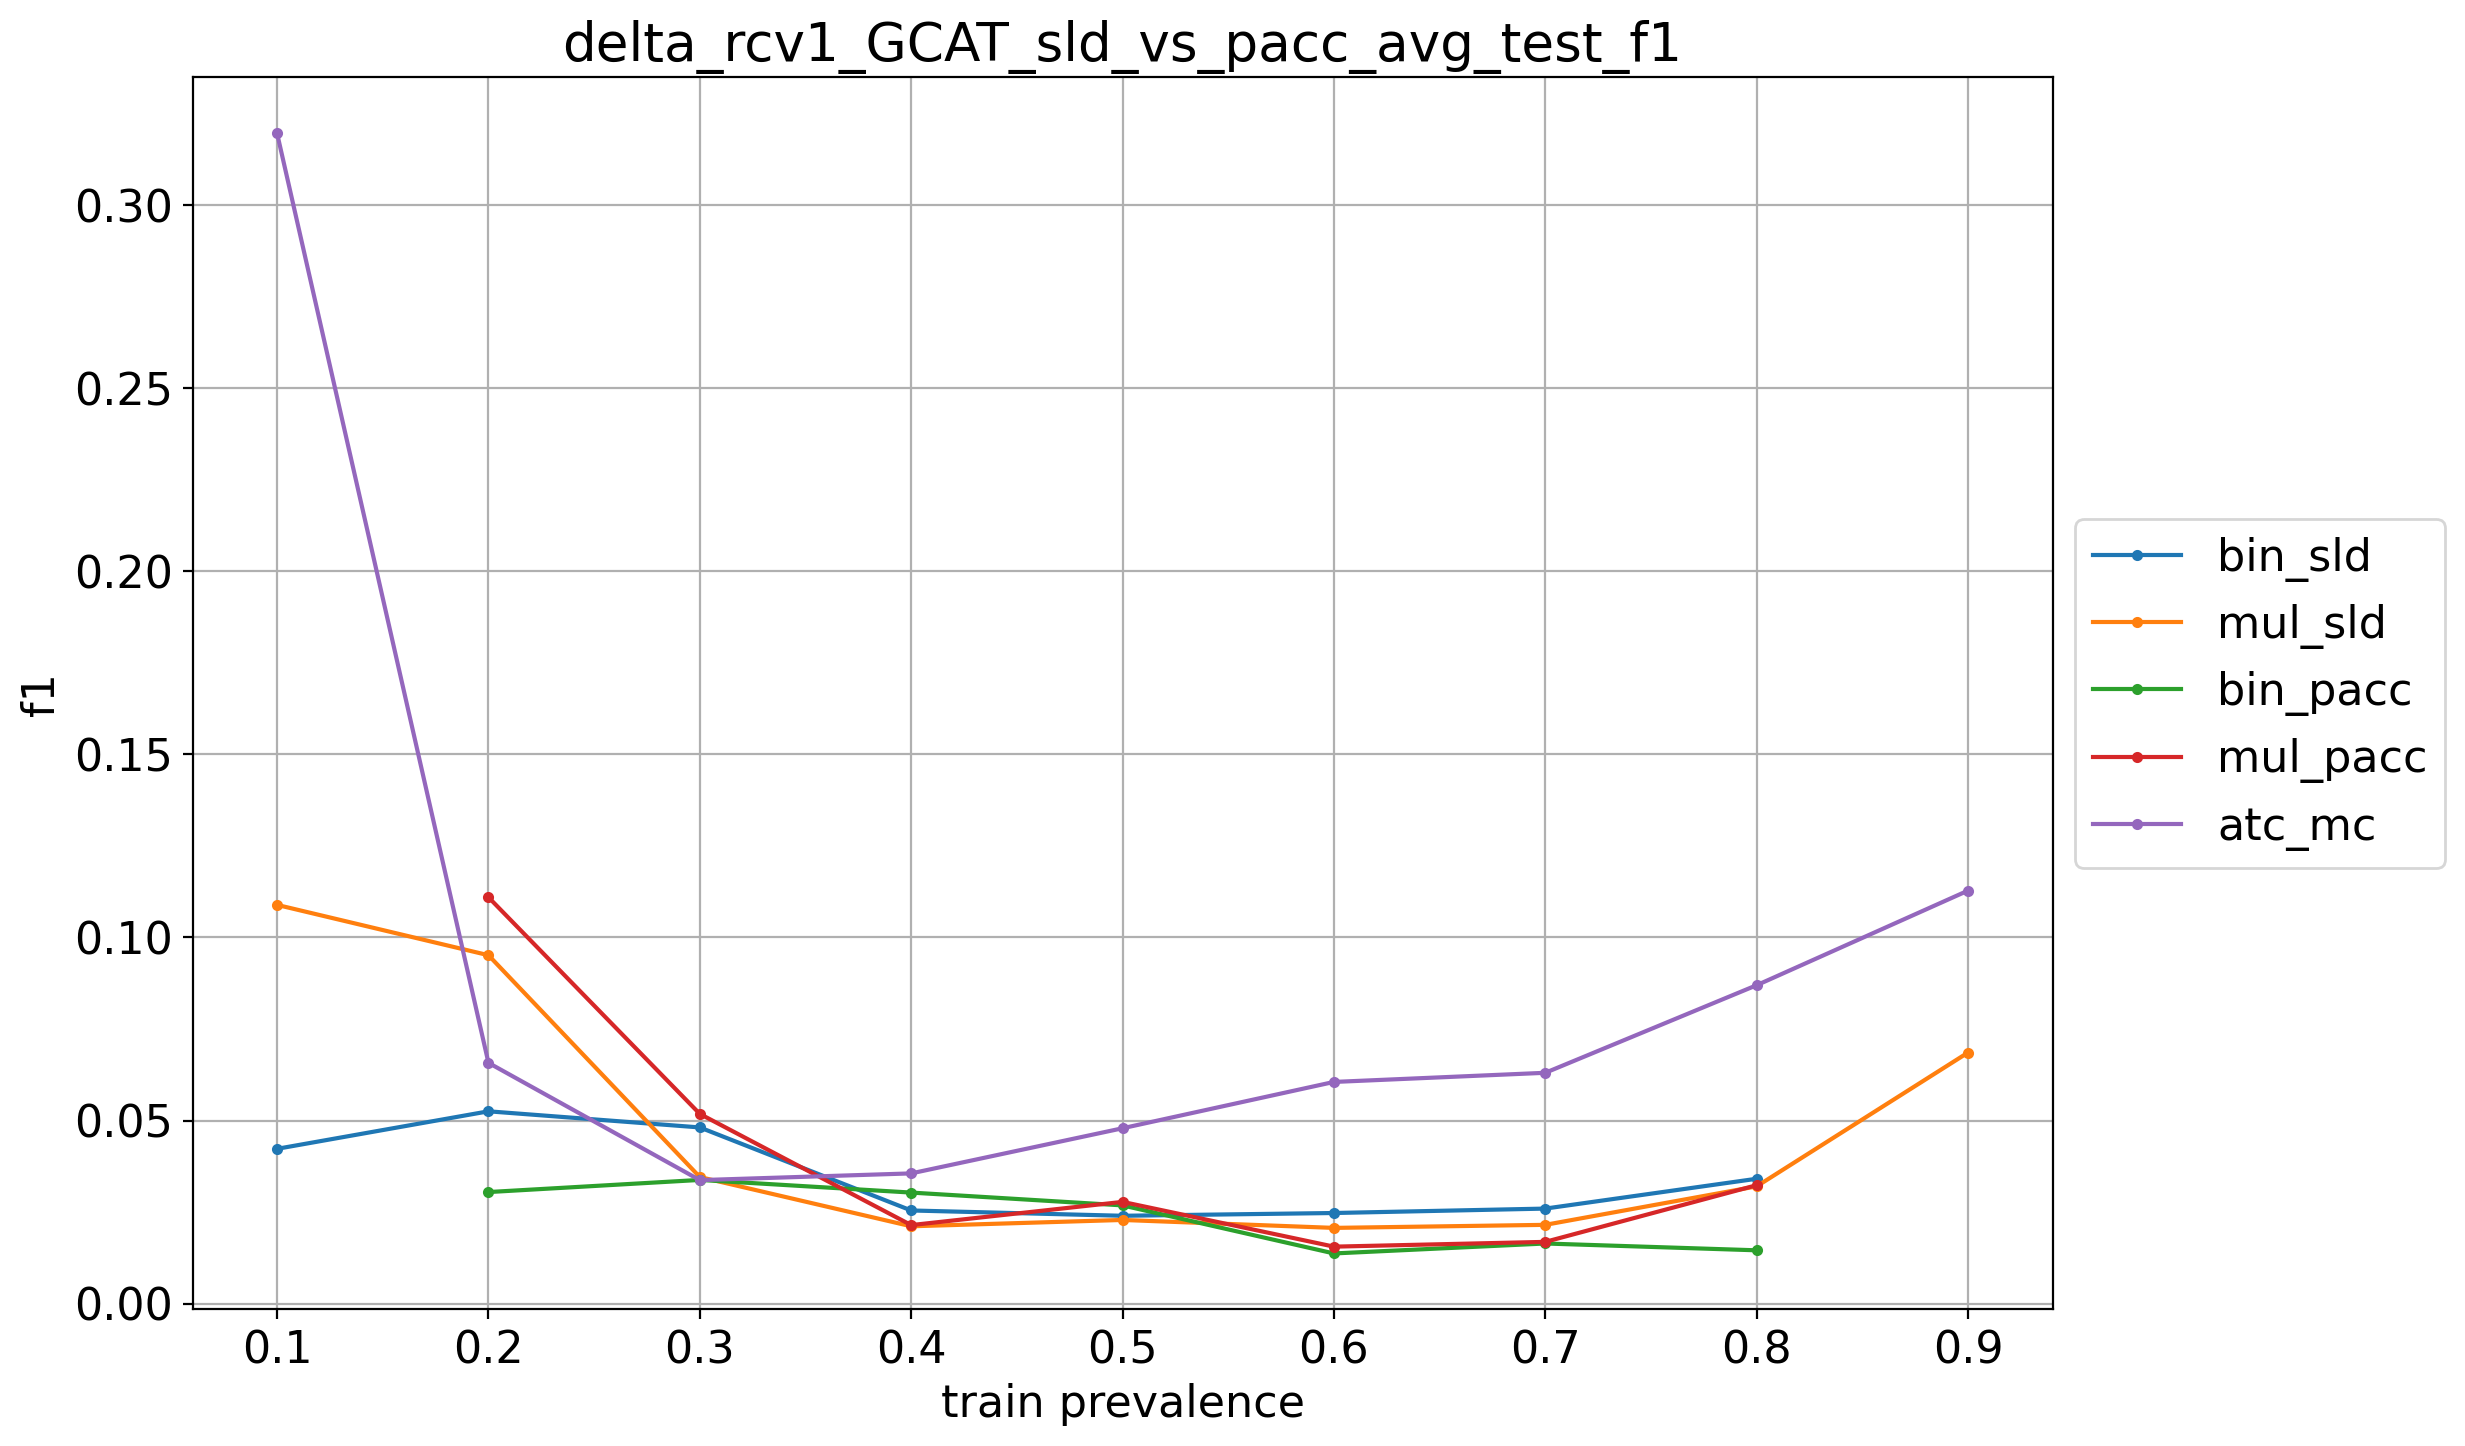 delta_rcv1_GCAT_sld_vs_pacc_avg_test_f1
0.30
0.25
0.20
0.15
0.10
0.05
0.00
f1
0.1 0.2 0.3 0.4 0.5 0.6 0.7 0.8 0.9
train prevalence
bin_sld
mul_sld
bin_pacc
mul_pacc
atc_mc